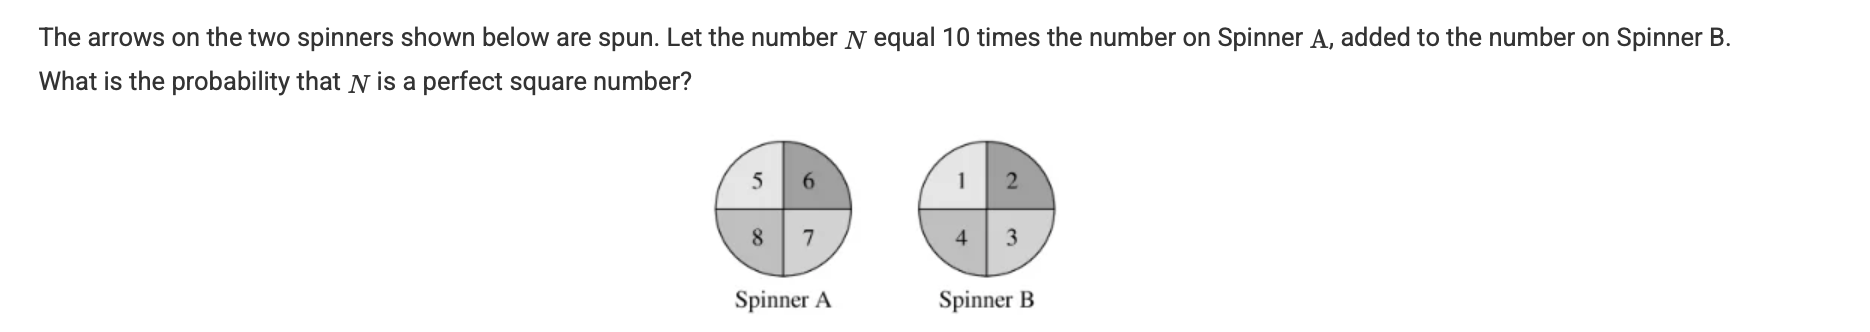 The arrows on the two spinners shown below are spun. Let the number N equal 10 times the number on Spinner A, added to the number on Spinner B.
What is the probability that N is a perfect square number?
5 6 1 2
8 7 4 3
Spinner A Spinner B